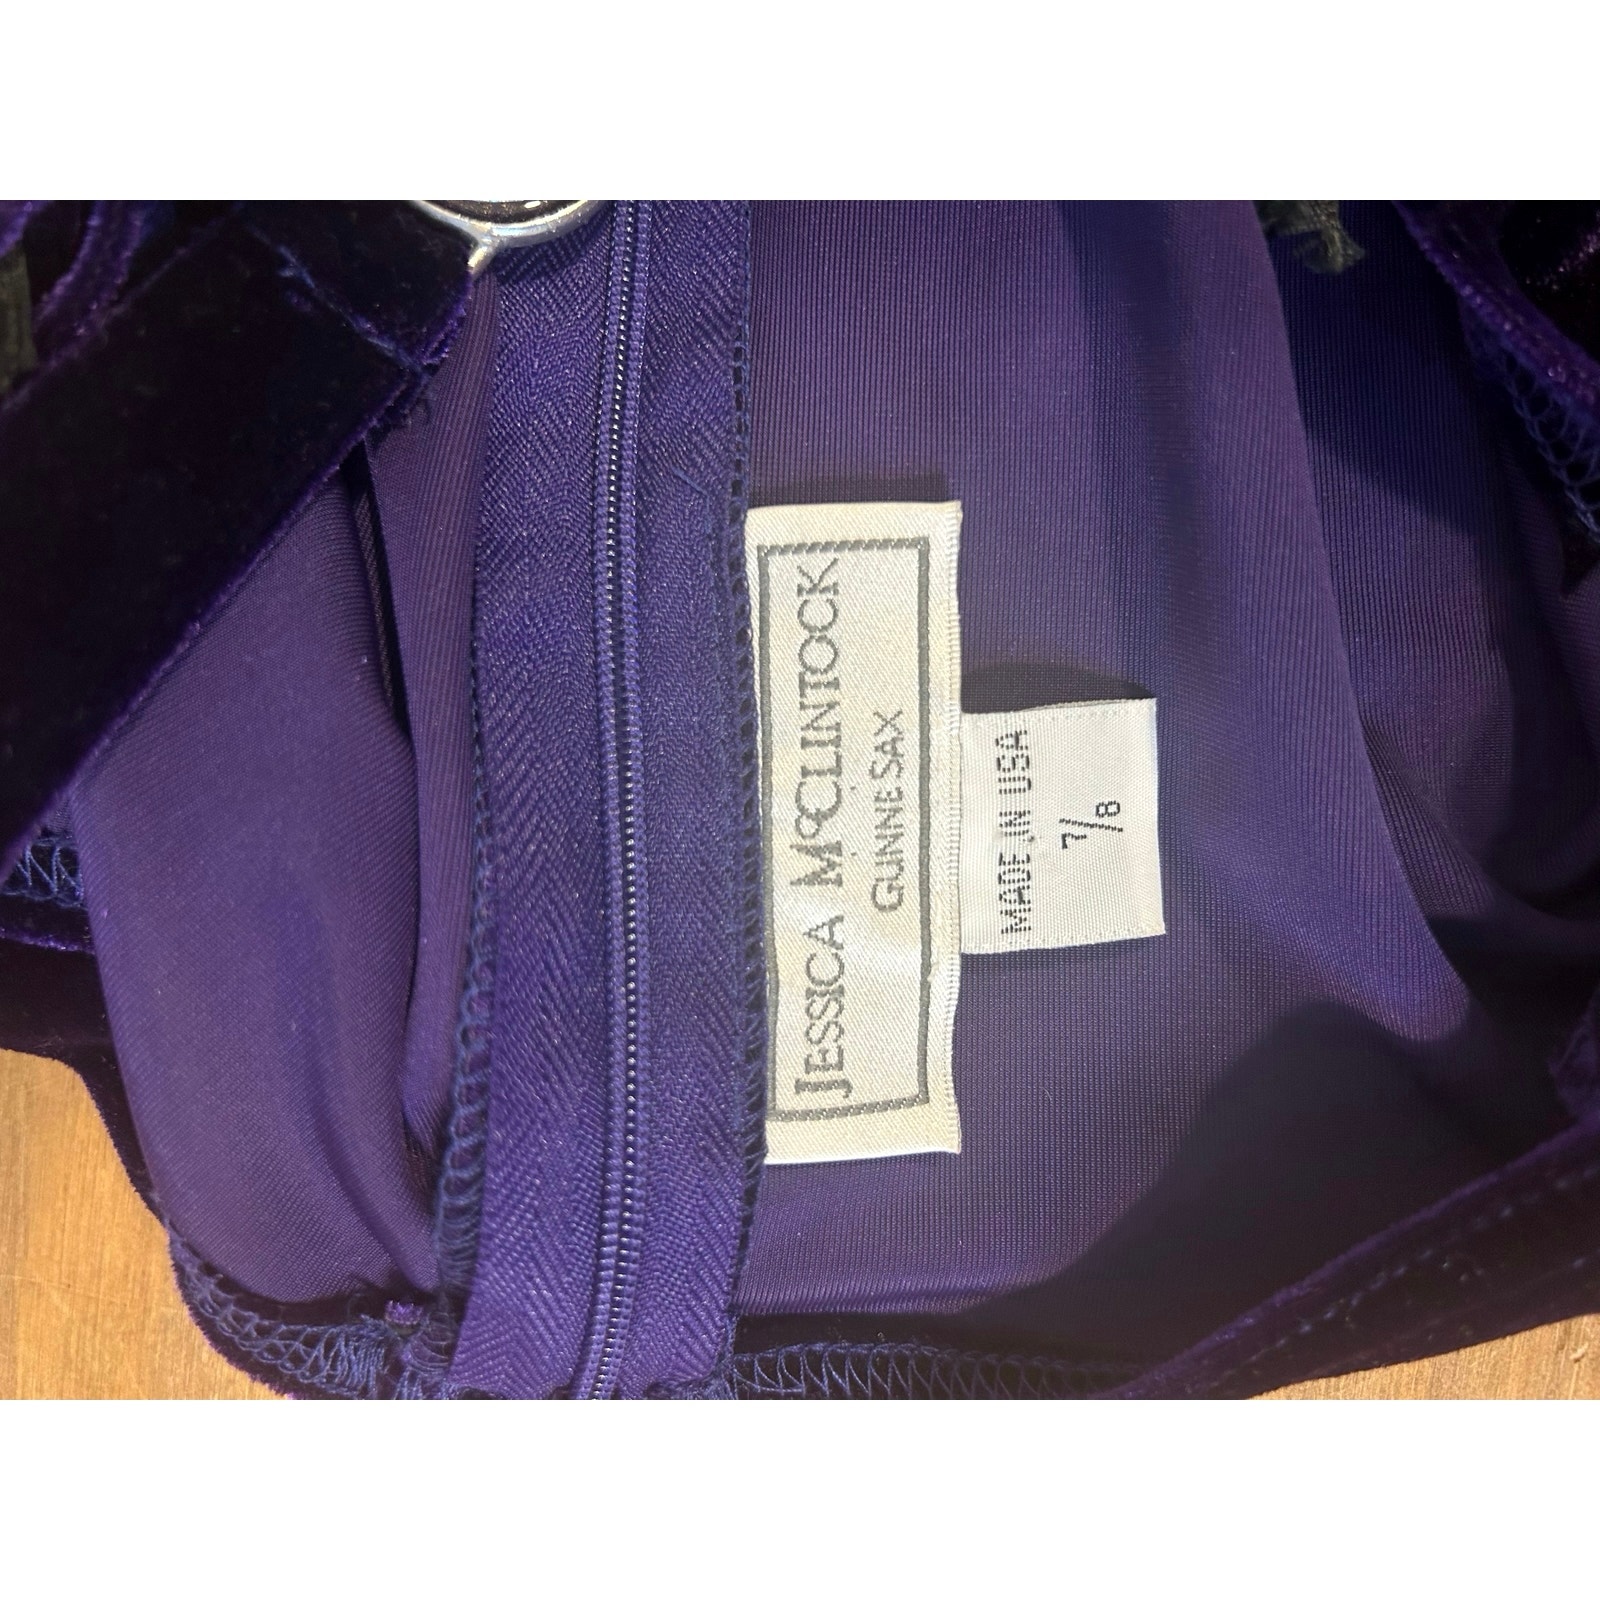 JESSICA McCLINTOCK
GUNNE SAX
MADE IN USA
7/8